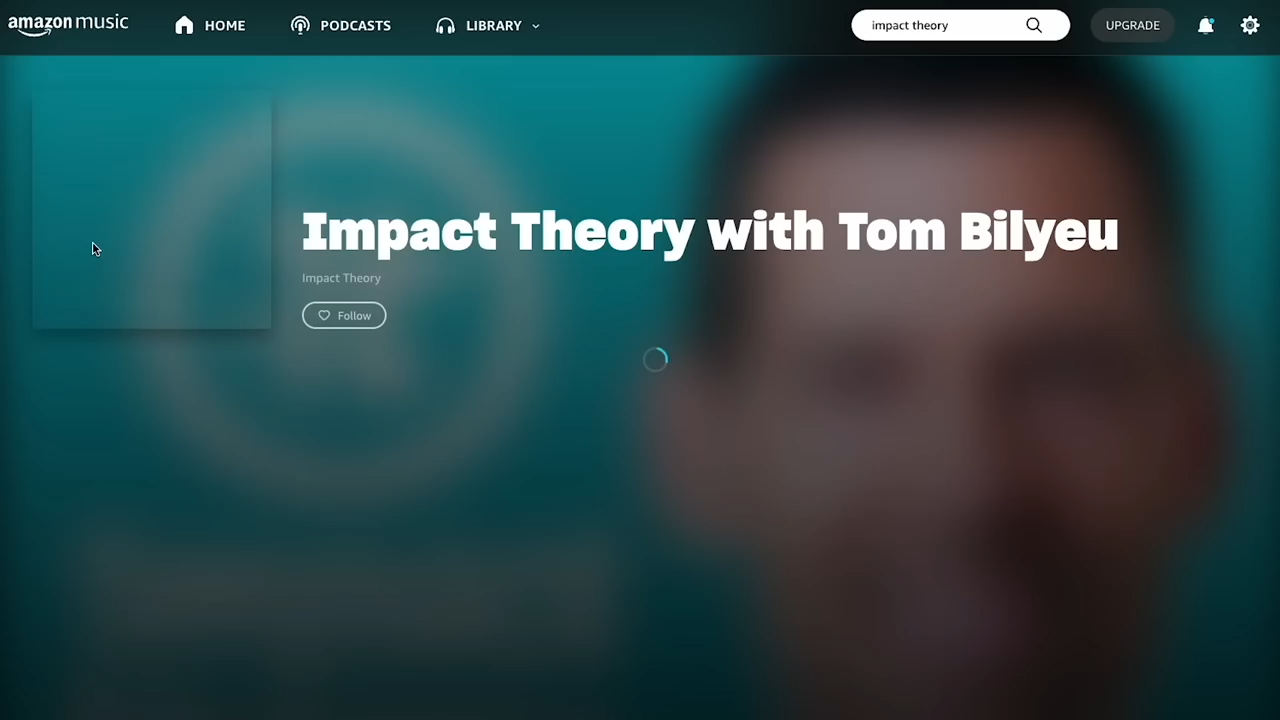 amazon music
HOME
PODCASTS
LIBRARY
impact theory
UPGRADE
Impact Theory with Tom Bilyeu
Impact Theory
Follow